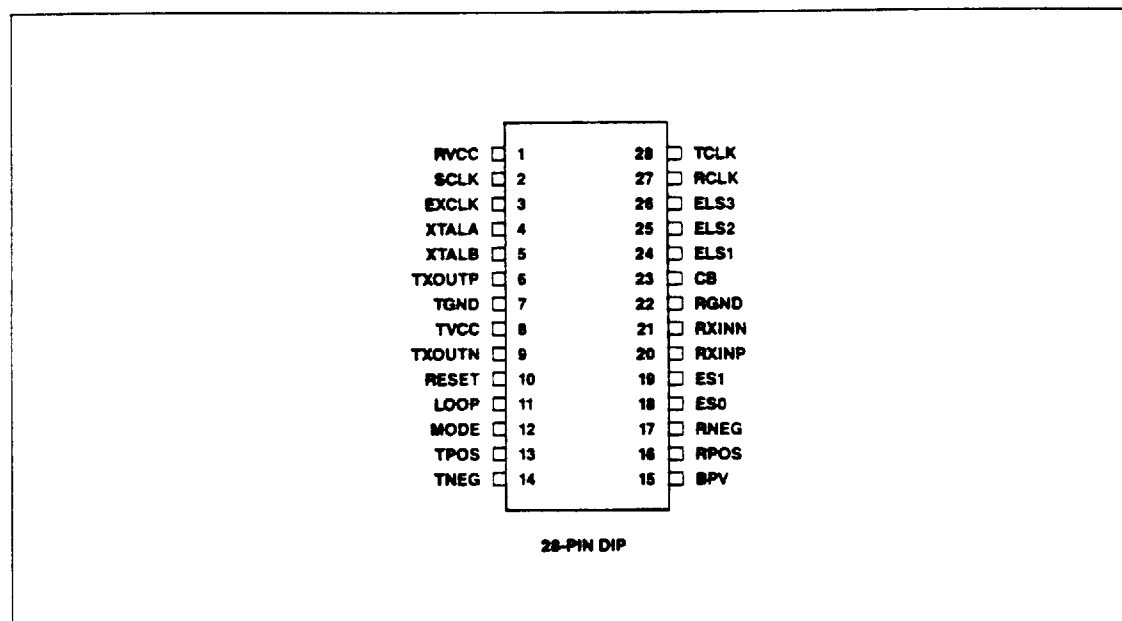 RVCC 1 28 TCLK
SCLK 2 27 RCLK
EXCLK 3 26 ELS3
XTALA 4 25 ELS2
XTALB 5 24 ELS1
TXOUTP 6 23 CB
TGND 7 22 RGND
TVCC 8 21 RXINN
TXOUTN 9 20 RXINP
RESET 10 19 ES1
LOOP 11 18 ES0
MODE 12 17 RNEG
TPOS 13 16 RPOS
TNEG 14 15 BPV
28-PIN DIP